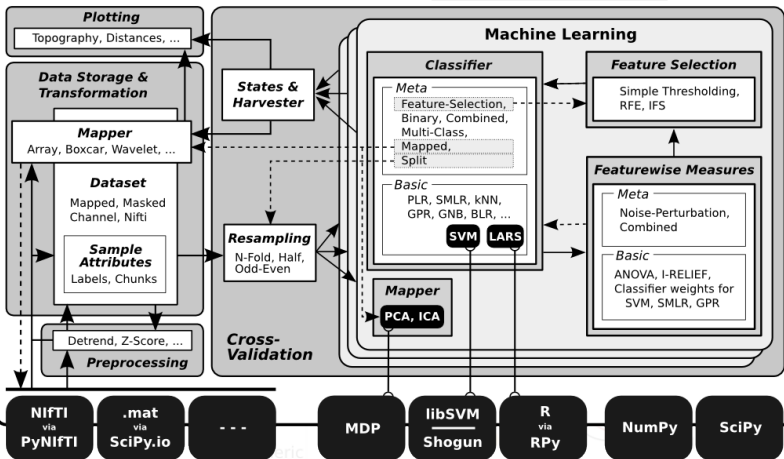 Plotting
Topography, Distances, ...
Data Storage &
Transformation
Mapper
Array, Boxcar, Wavelet, ...
Dataset
Mapped, Masked
Channel, Nifti
Sample
Attributes
Labels, Chunks
Detrend, Z-Score, ...
Preprocessing
States &
Harvester
Resampling
N-Fold, Half,
Odd-Even
Cross-
Validation
Machine Learning
Classifier
Meta
Feature-Selection,
Binary, Combined,
Multi-Class,
Mapped,
Split
Basic
PLR, SMLR, kNN,
GPR, GNB, BLR, ...
SVM
LARS
Mapper
PCA, ICA
Feature Selection
Simple Thresholding,
RFE, IFS
Featurewise Measures
Meta
Noise-Perturbation,
Combined
Basic
ANOVA, I-RELIEF,
Classifier weights for
SVM, SMLR, GPR
NIfTI
via
PyNIfTI
.mat
via
SciPy.io
- - -
MDP
libSVM
Shogun
R
via
RPy
NumPy
SciPy